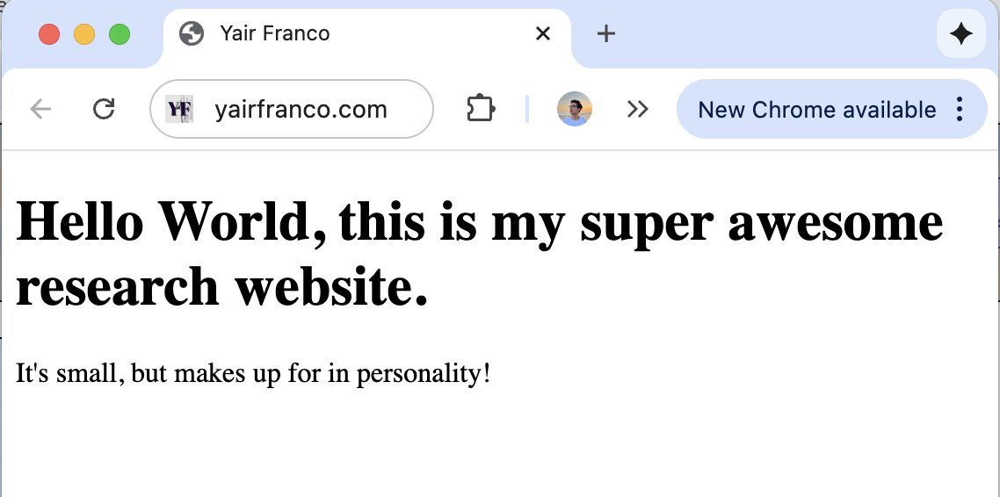 Yair Franco
YF yairfranco.com New Chrome available
Hello World, this is my super awesome
research website.
It's small, but makes up for in personality!